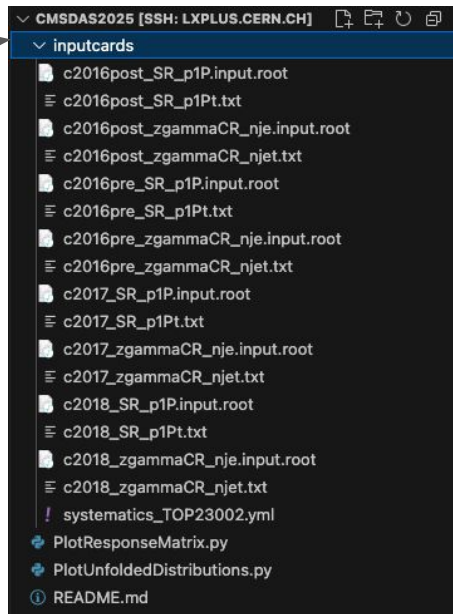 CMSDAS2025 [SSH: LXPLUS.CERN.CH]
inputcards
c2016post_SR_p1P.input.root
c2016post_SR_p1Pt.txt
c2016post_zgammaCR_nje.input.root
c2016post_zgammaCR_njet.txt
c2016pre_SR_p1P.input.root
c2016pre_SR_p1Pt.txt
c2016pre_zgammaCR_nje.input.root
c2016pre_zgammaCR_njet.txt
c2017_SR_p1P.input.root
c2017_SR_p1Pt.txt
c2017_zgammaCR_nje.input.root
c2017_zgammaCR_njet.txt
c2018_SR_p1P.input.root
c2018_SR_p1Pt.txt
c2018_zgammaCR_nje.input.root
c2018_zgammaCR_njet.txt
! systematics_TOP23002.yml
PlotResponseMatrix.py
PlotUnfoldedDistributions.py
README.md